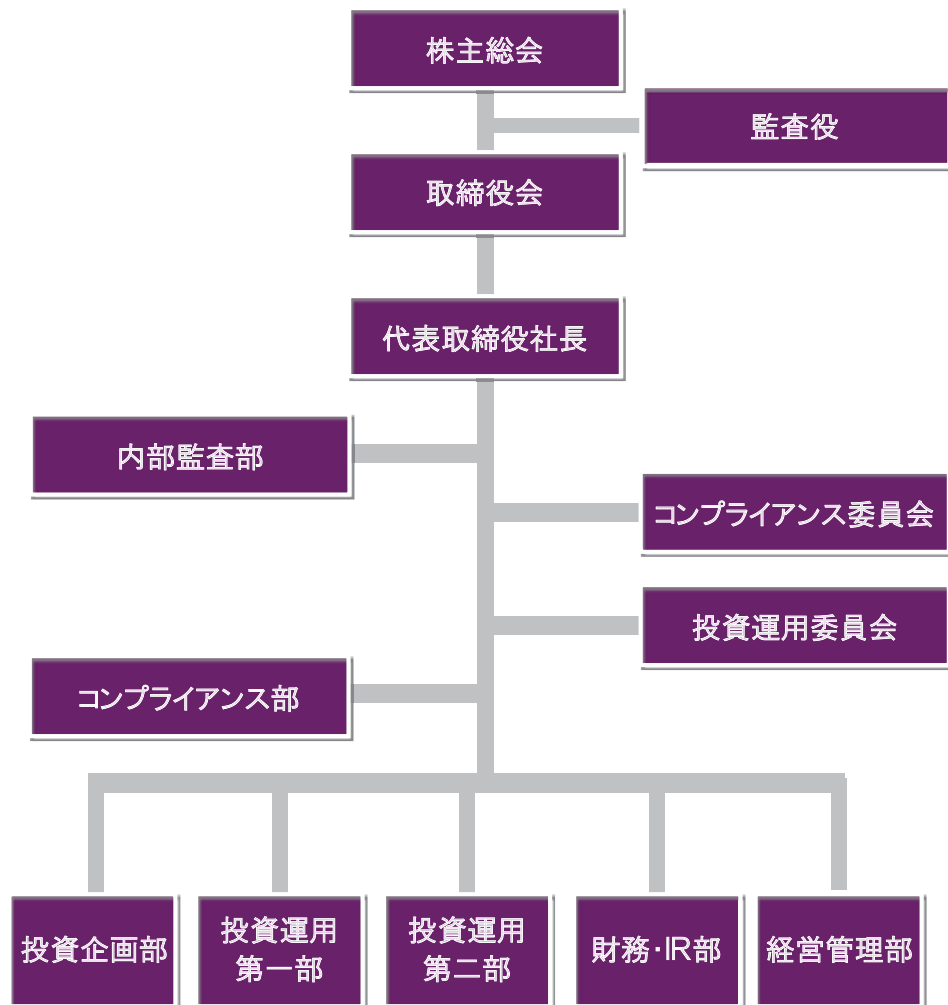 株主総会
監査役
取締役会
代表取締役社長
内部監査部
コンプライアンス委員会
投資運用委員会
コンプライアンス部
投資企画部
投資運用
第一部
投資運用
第二部
財務・IR部
経営管理部